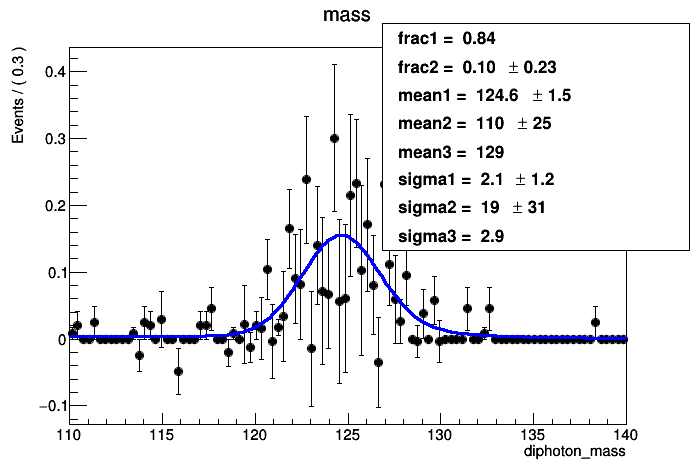 mass
Events / ( 0.3 )
frac1 = 0.84
frac2 = 0.10 ± 0.23
mean1 = 124.6 ± 1.5
mean2 = 110 ± 25
mean3 = 129
sigma1 = 2.1 ± 1.2
sigma2 = 19 ± 31
sigma3 = 2.9
0.4
0.3
0.2
0.1
0
−0.1
110 115 120 125 130 135 140
diphoton_mass